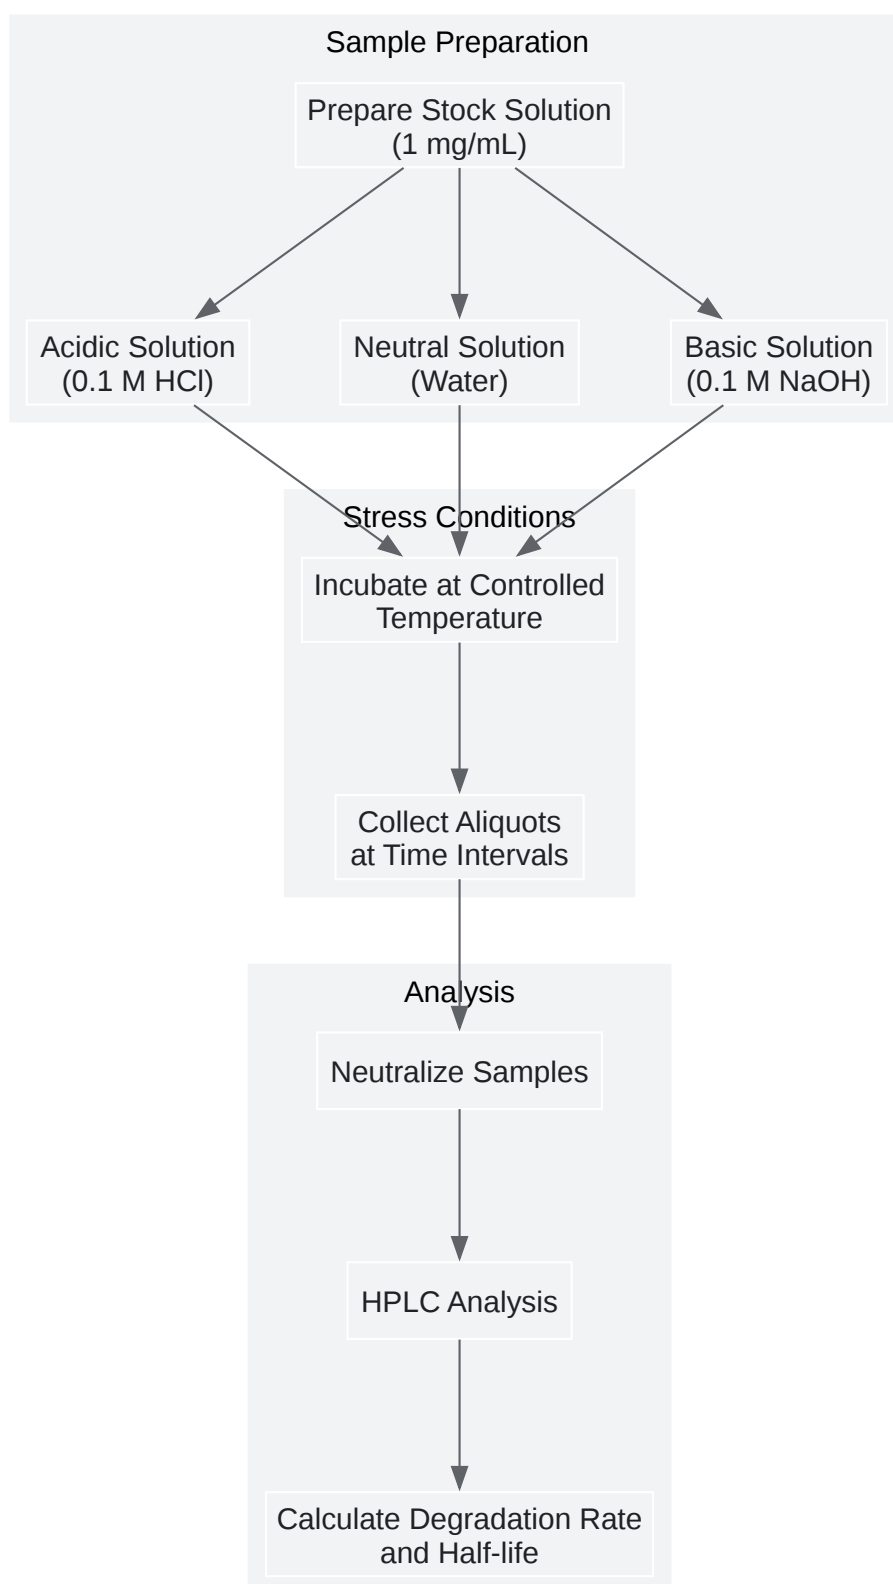 Sample Preparation
Prepare Stock Solution
(1 mg/mL)
Acidic Solution
(0.1 M HCl)
Neutral Solution
(Water)
Basic Solution
(0.1 M NaOH)
Stress Conditions
Incubate at Controlled
Temperature
Collect Aliquots
at Time Intervals
Analysis
Neutralize Samples
HPLC Analysis
Calculate Degradation Rate
and Half-life